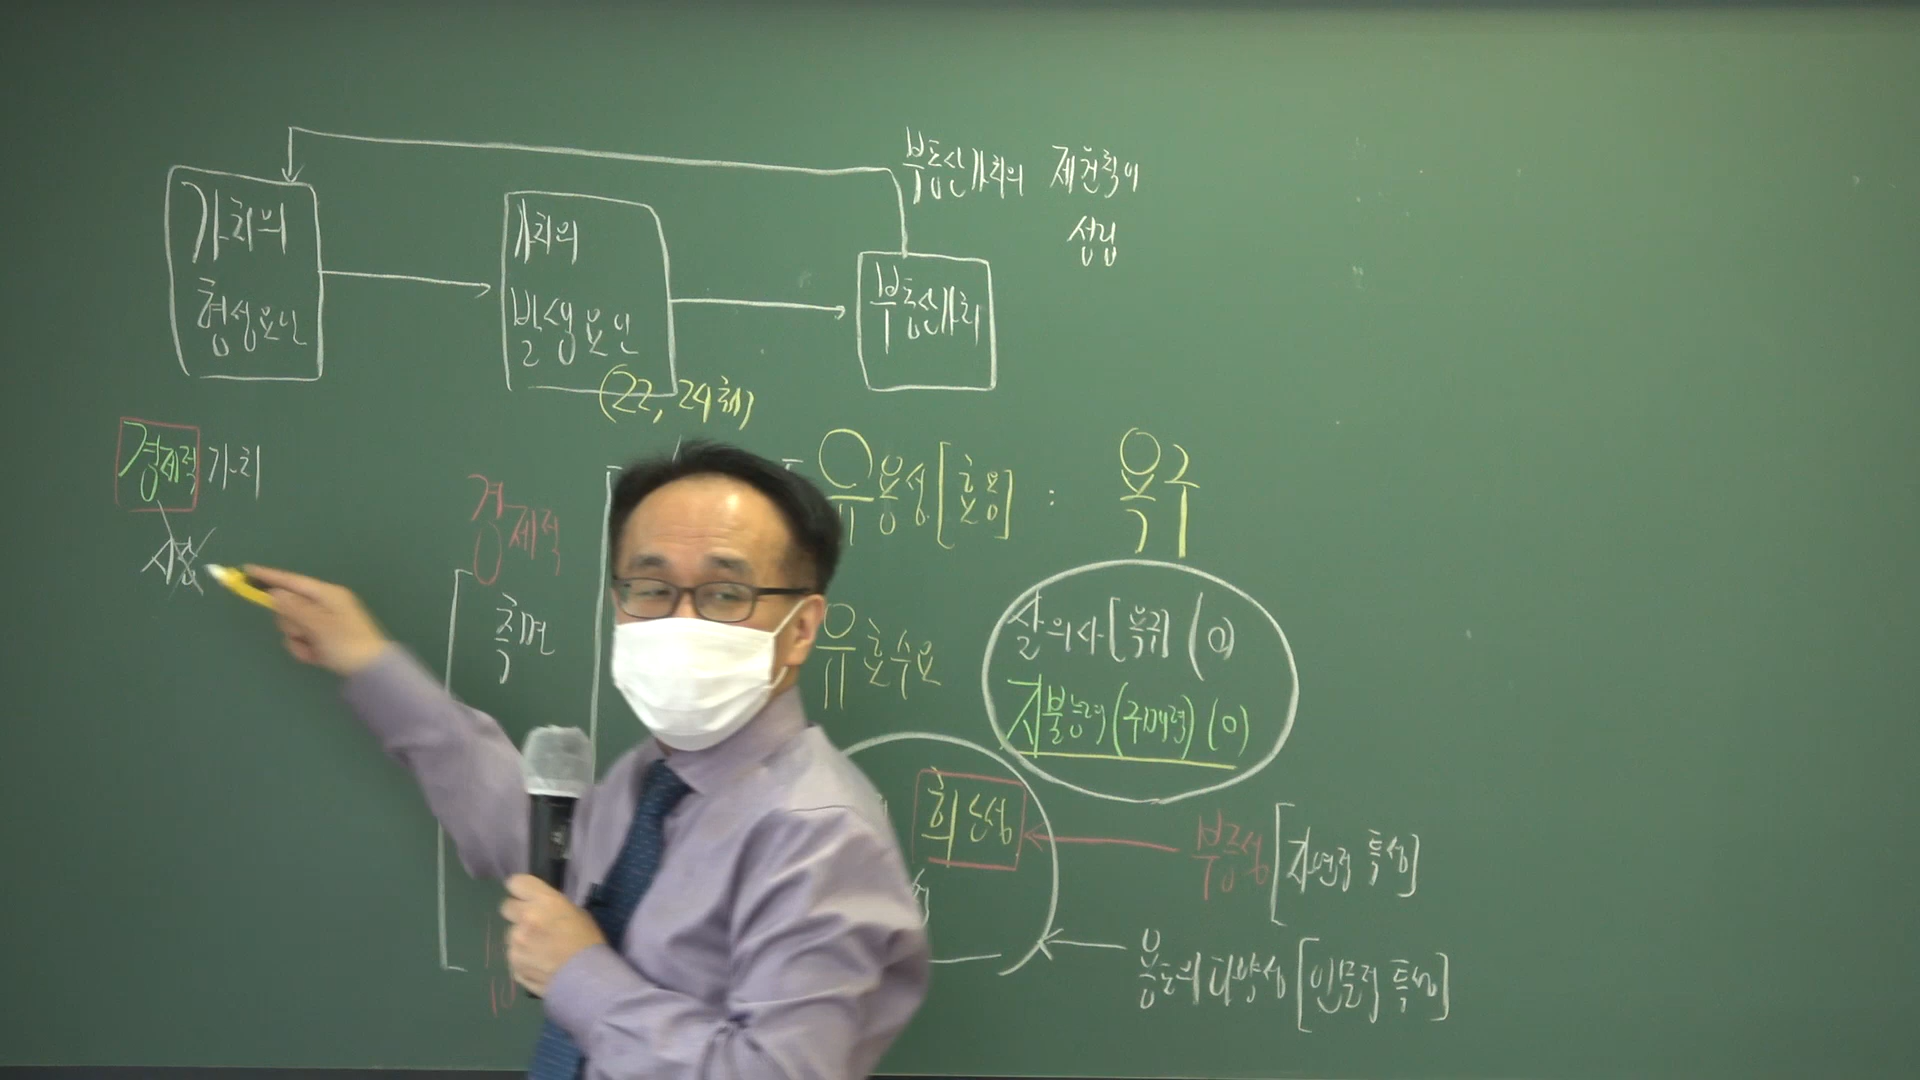 부동산가치의 제원칙이
성립
가치의
형성요인
가치의
발생요인
부동산가치
(22, 24회)
경제적 가치
경제적
측면
유용성[효용] : 욕구
유효수요
살의사[욕구] (O)
지불능력(구매력) (O)
희소성
부증성[자연적 특성]
용도의 다양성[인문적 특성]